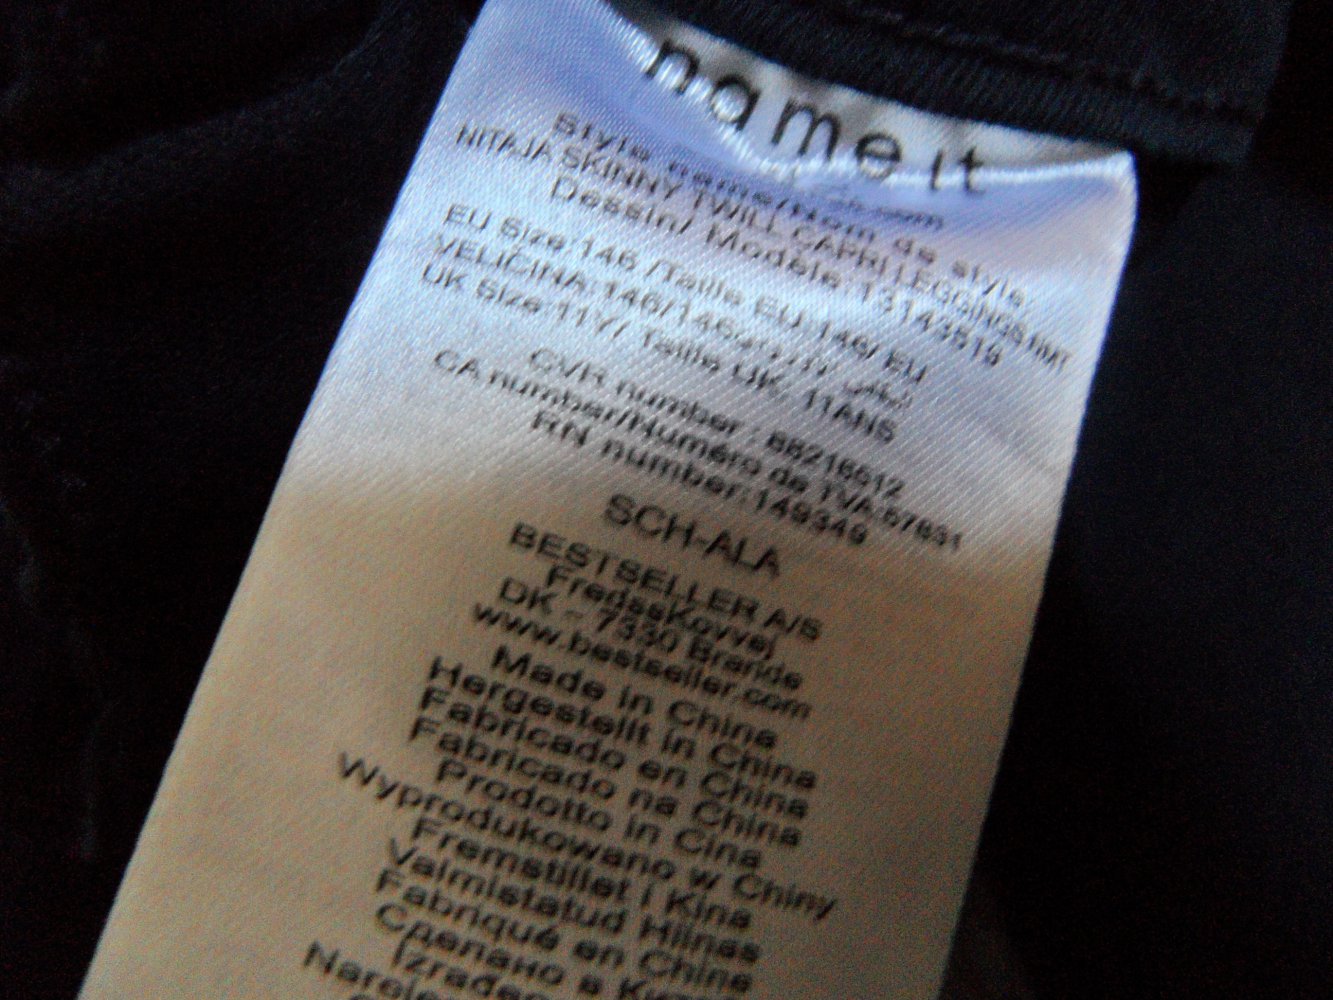 name it
Style name/Nom de style
NITAJA SKINNY TWILL CAPRI LEGGINGS NMT
Dessin/ Modèle:13143519
EU Size:146 /Taille EU:146/ EU
VELIČINA:146/146
UK Size:11Y/ Taille UK: 11ANS
CVR number: 88216512
CA number/Numéro de TVA:57831
RN number:149349
SCH-ALA
BESTSELLER A/S
FredssKovvej
DK - 7330 Brande
www.bestseller.com
Made in China
Hergestellt in China
Fabricado en China
Fabricado na China
Prodotto in Cina
Wyprodukowano w Chiny
Fremstillet i Kina
Valmistatud Hiinas
Fabriqué en China
Сделано в